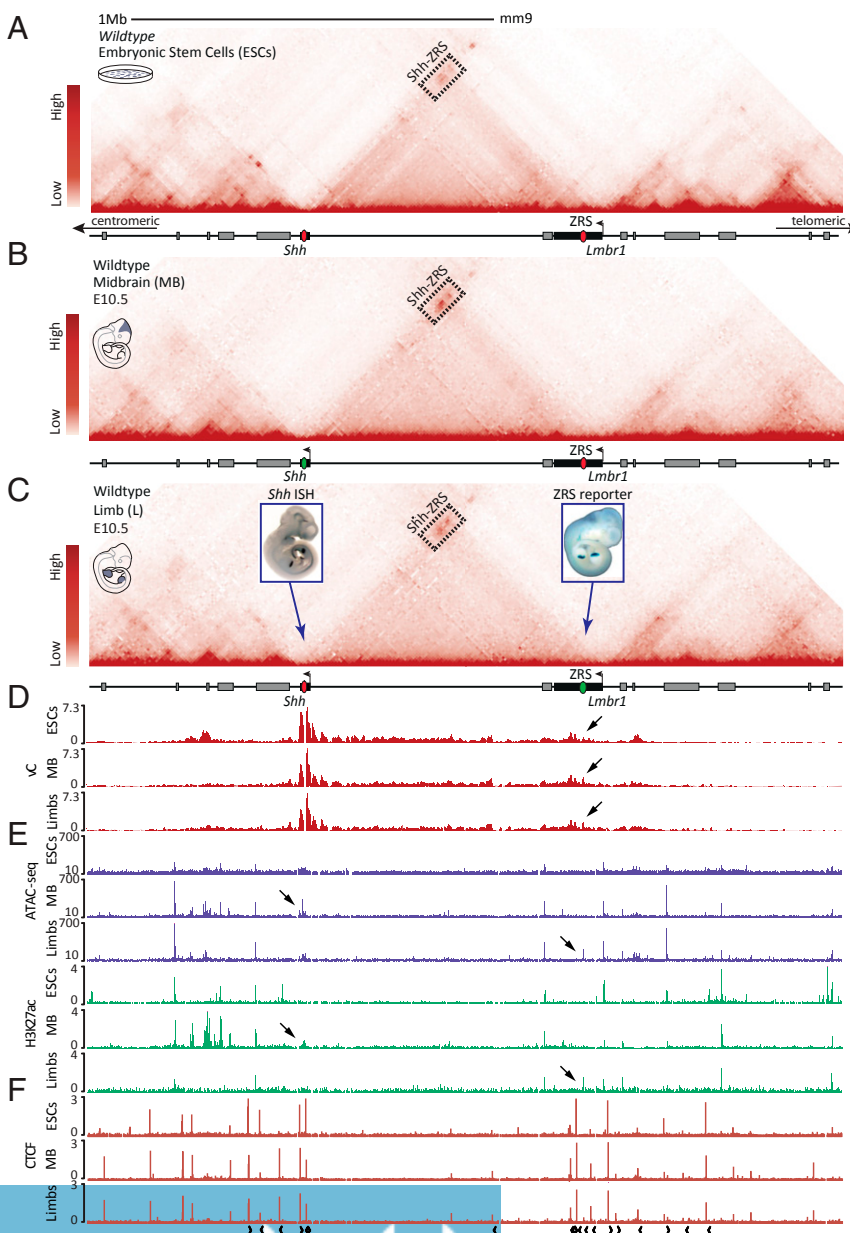 A
1Mb mm9
Wildtype
Embryonic Stem Cells (ESCs)
Shh-ZRS
High
Low
centromeric
telomeric
ZRS
Shh
Lmbr1
B
Wildtype
Midbrain (MB)
E10.5
Shh-ZRS
High
Low
ZRS
Shh
Lmbr1
C
Wildtype
Limb (L)
E10.5
Shh ISH
Shh-ZRS
ZRS reporter
High
Low
ZRS
Shh
Lmbr1
D
vC
ESCs
7.3
0
MB
7.3
0
Limbs
7.3
0
E
ATAC-seq
ESCs
700
10
MB
700
10
Limbs
700
10
H3K27ac
ESCs
4
0
MB
4
0
Limbs
4
0
F
CTCF
ESCs
3
0
MB
3
0
Limbs
3
0